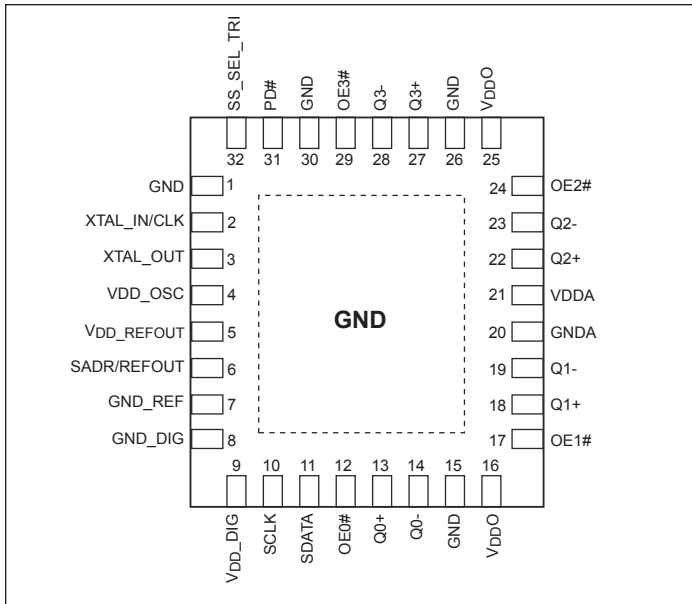 SS_SEL_TRI
PD#
GND
OE3#
Q3-
Q3+
GND
VDDO
32
31
30
29
28
27
26
25
GND 1
XTAL_IN/CLK 2
XTAL_OUT 3
VDD_OSC 4
VDD_REFOUT 5
SADR/REFOUT 6
GND_REF 7
GND_DIG 8
GND
24 OE2#
23 Q2-
22 Q2+
21 VDDA
20 GNDA
19 Q1-
18 Q1+
17 OE1#
9
10
11
12
13
14
15
16
VDD_DIG
SCLK
SDATA
OE0#
Q0+
Q0-
GND
VDDO